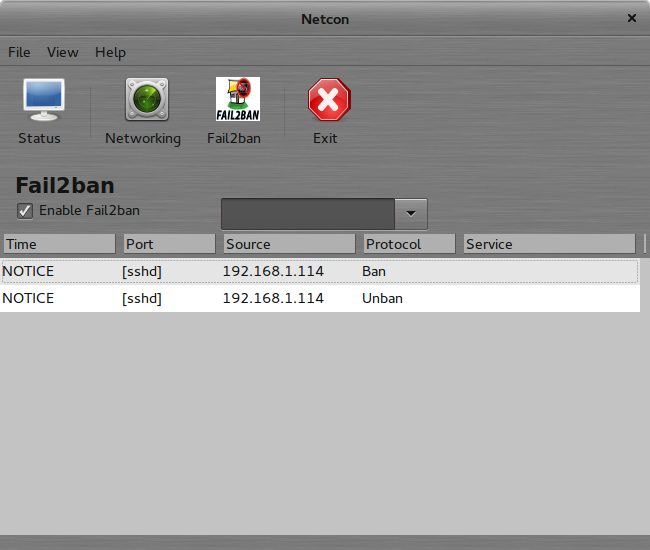 Netcon
File View Help
FAIL2BAN
Status Networking Fail2ban Exit
Fail2ban
Enable Fail2ban
Time Port Source Protocol Service
NOTICE [sshd] 192.168.1.114 Ban
NOTICE [sshd] 192.168.1.114 Unban